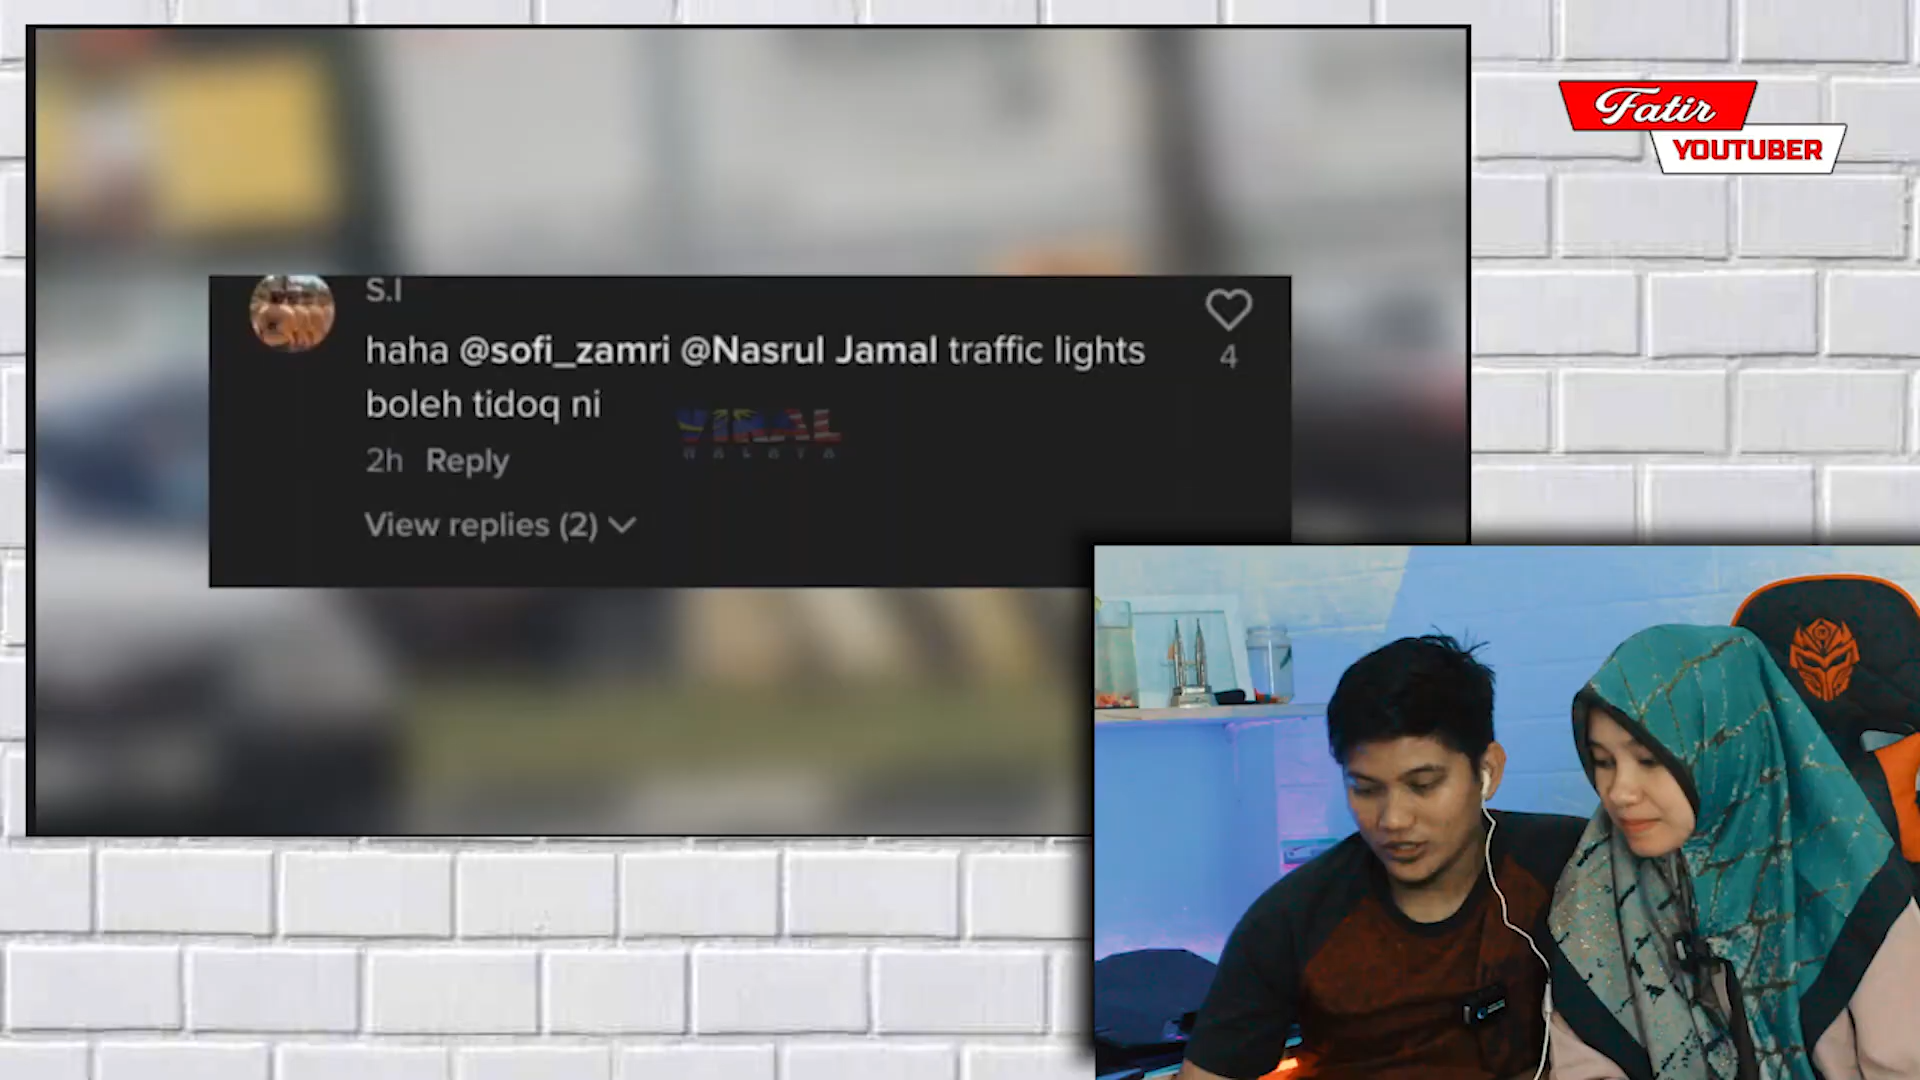 Fatir
YOUTUBER
S.I
haha @sofi_zamri @Nasrul Jamal traffic lights
boleh tidoq ni
4
VIRAL
2h Reply
View replies (2)